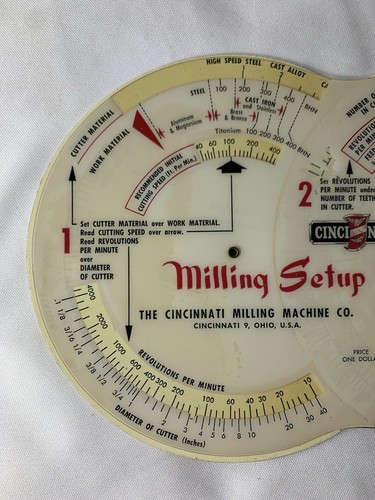 HIGH SPEED STEEL CAST ALLOY
CUTTER MATERIAL
WORK MATERIAL
STEEL 100 200 300 400 BHN
CAST IRON
and Stainless
Aluminum
& Magnesium
Brass
& Bronze
Titanium 100 200 300 400 BHN
RECOMMENDED INITIAL
CUTTING SPEED (Ft. Per Min.)
40 60 80 100 200 400
1
Set CUTTER MATERIAL over WORK MATERIAL.
Read CUTTING SPEED over arrow.
Read REVOLUTIONS
PER MINUTE
over
DIAMETER
OF CUTTER
2
Set REVOLUTIONS
PER MINUTE under
NUMBER OF TEETH
IN CUTTER.
CINCI N
Milling Setup
THE CINCINNATI MILLING MACHINE CO.
CINCINNATI 9, OHIO, U.S.A.
PRICE
ONE DOLLA
4000 2000 1000 600 400 300 200 100 60 40 30 20 10
REVOLUTIONS PER MINUTE
.1 1/8 3/16 1/4 3/8 1/2 3/4 1 2 3 4 5 6 8 10 20 30 40
DIAMETER OF CUTTER (Inches)